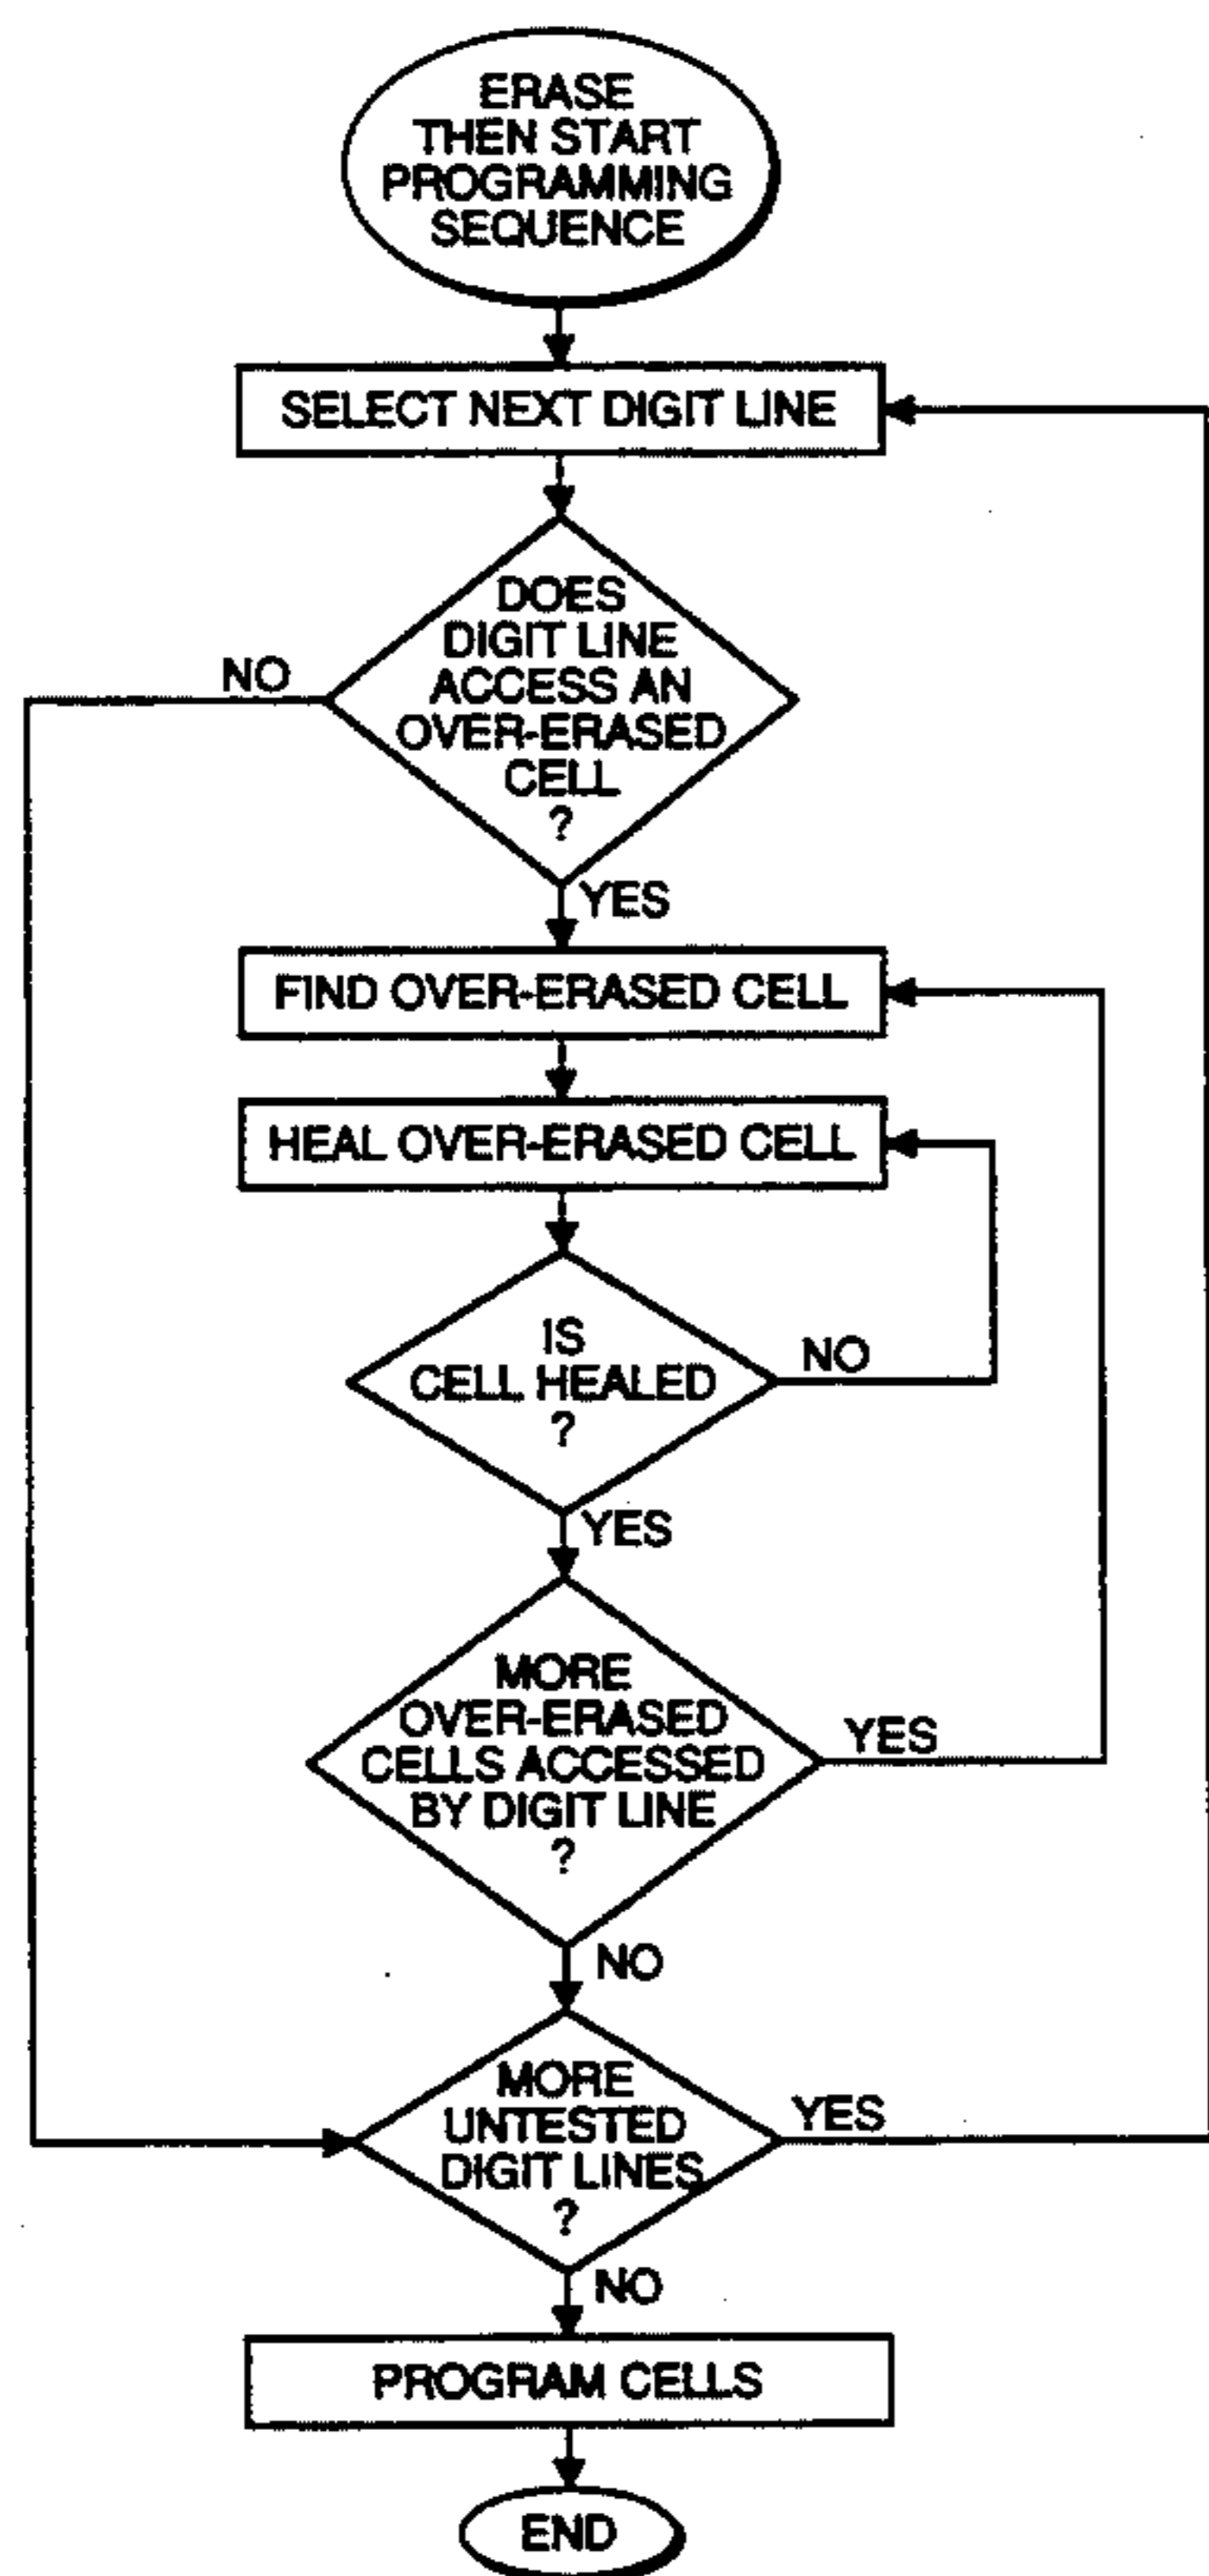 ERASE
THEN START
PROGRAMMING
SEQUENCE
SELECT NEXT DIGIT LINE
DOES
DIGIT LINE
ACCESS AN
OVER-ERASED
CELL
?
NO
YES
FIND OVER-ERASED CELL
HEAL OVER-ERASED CELL
IS
CELL HEALED
?
NO
YES
MORE
OVER-ERASED
CELLS ACCESSED
BY DIGIT LINE
?
YES
NO
MORE
UNTESTED
DIGIT LINES
?
YES
NO
PROGRAM CELLS
END